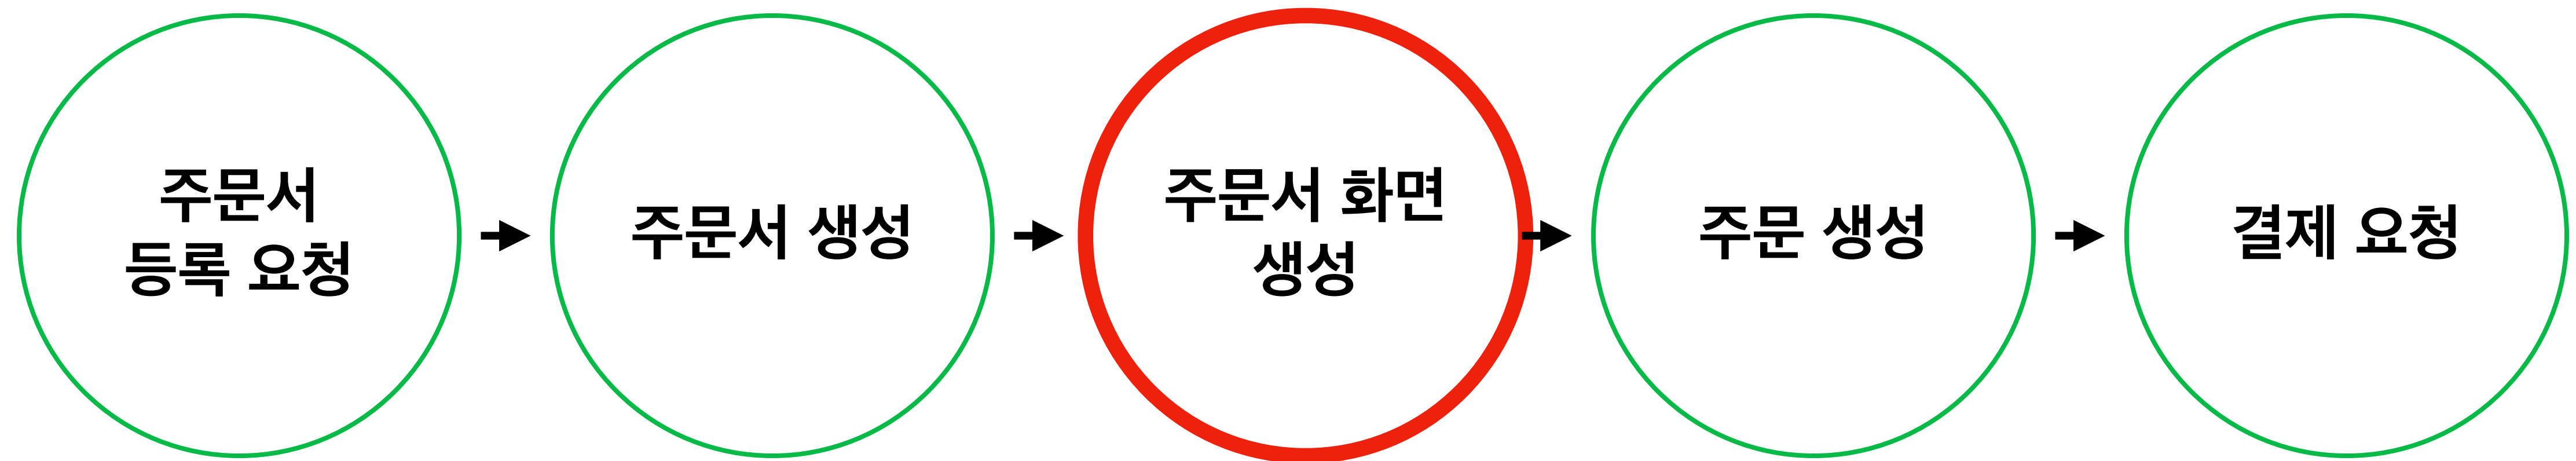 주문서
등록 요청
주문서 생성
주문서 화면
생성
주문 생성
결제 요청